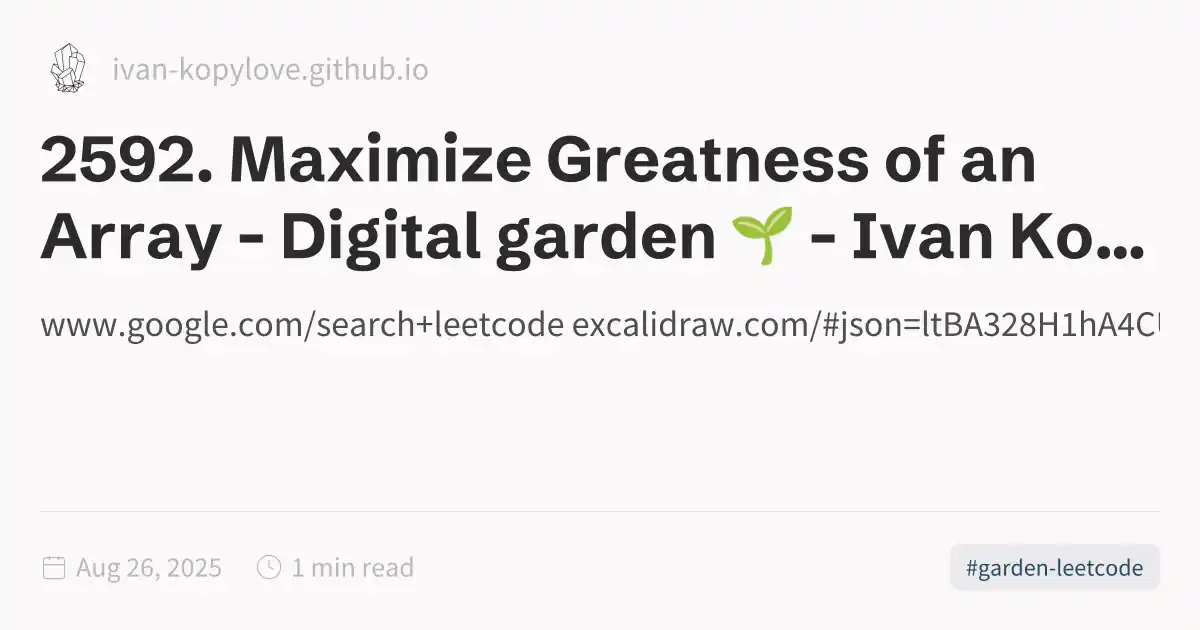 ivan-kopylove.github.io
2592. Maximize Greatness of an
Array - Digital garden 🌱 - Ivan Ko...
www.google.com/search+leetcode excalidraw.com/#json=ltBA328H1hA4C
Aug 26, 2025 1 min read
#garden-leetcode